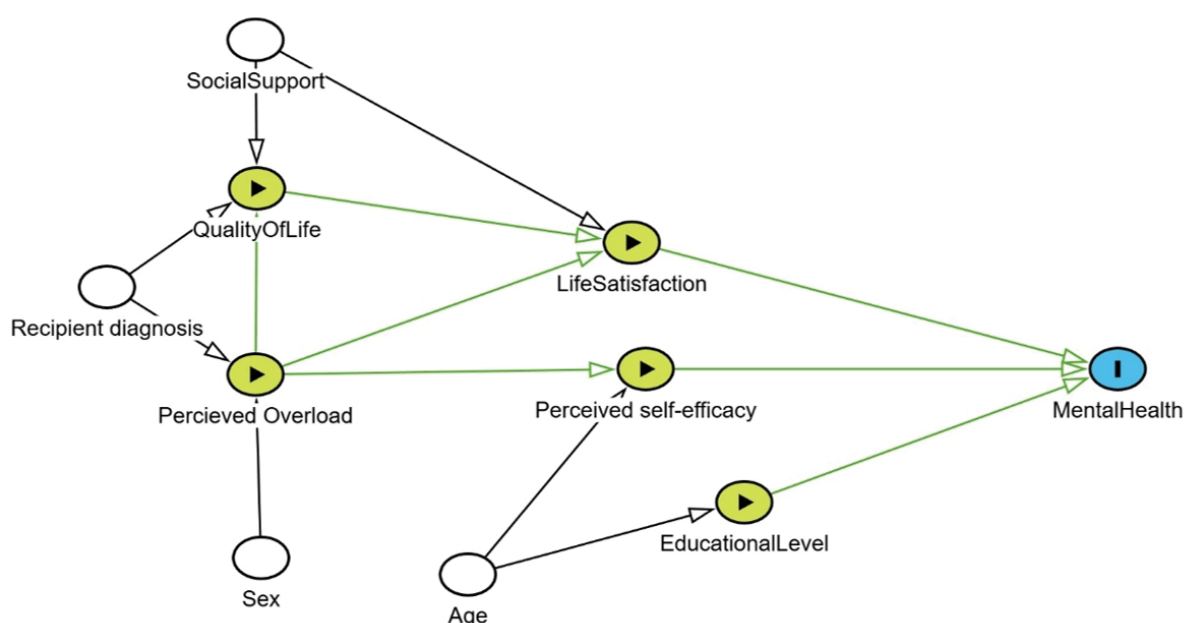 SocialSupport
QualityOfLife
LifeSatisfaction
Recipient diagnosis
Percieved Overload
Perceived self-efficacy
MentalHealth
EducationalLevel
Sex
Age